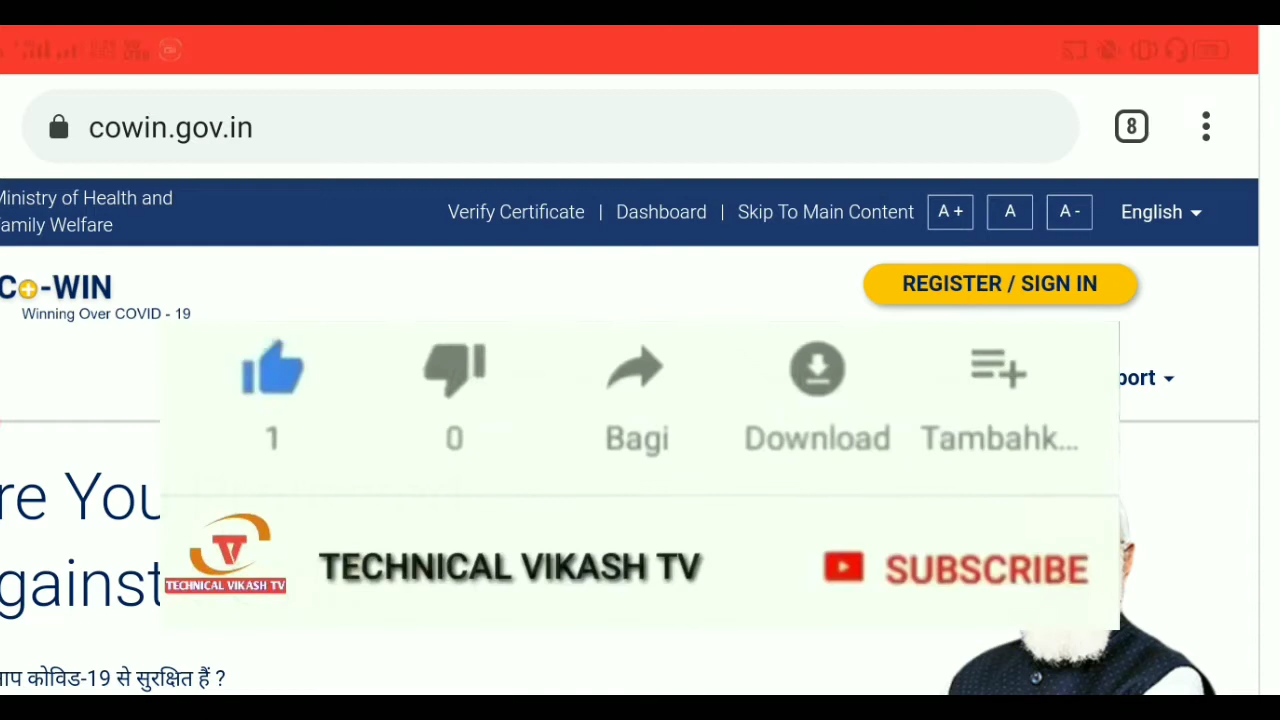 cowin.gov.in
8
Ministry of Health and
Family Welfare
Verify Certificate | Dashboard | Skip To Main Content A + A A - English
Co-WIN
Winning Over COVID - 19
REGISTER / SIGN IN
port
1 0 Bagi Download Tambahk...
re You
gainst
TECHNICAL VIKASH TV
TECHNICAL VIKASH TV SUBSCRIBE
आप कोविड-19 से सुरक्षित हैं ?